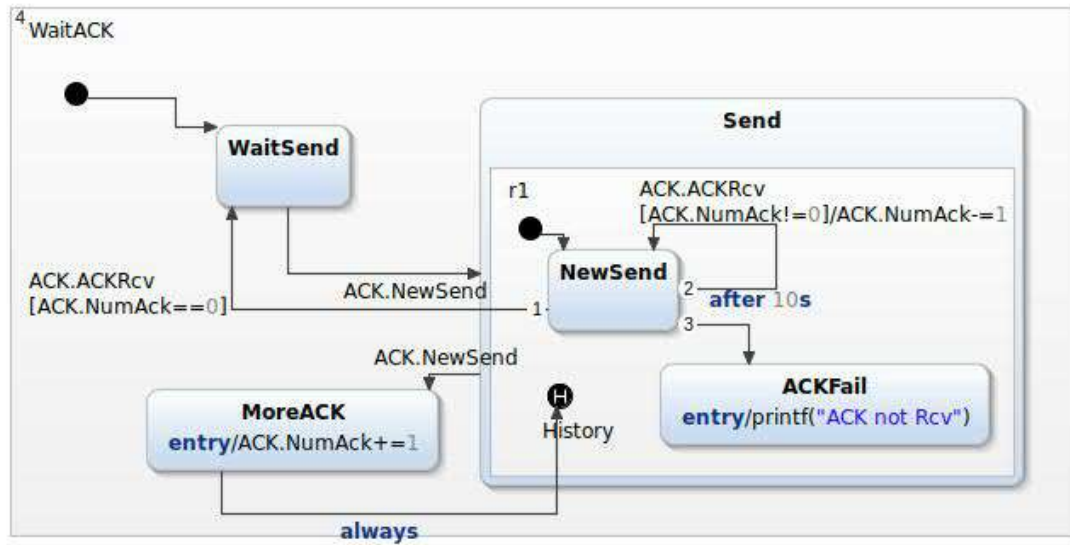 4
WaitACK
Send
WaitSend
r1
ACK.ACKRcv
[ACK.NumAck!=0]/ACK.NumAck-=1
NewSend
ACK.ACKRcv
[ACK.NumAck==0]
ACK.NewSend
1
2
after 10s
3
ACK.NewSend
MoreACK
entry/ACK.NumAck+=1
H
History
ACKFail
entry/printf("ACK not Rcv")
always